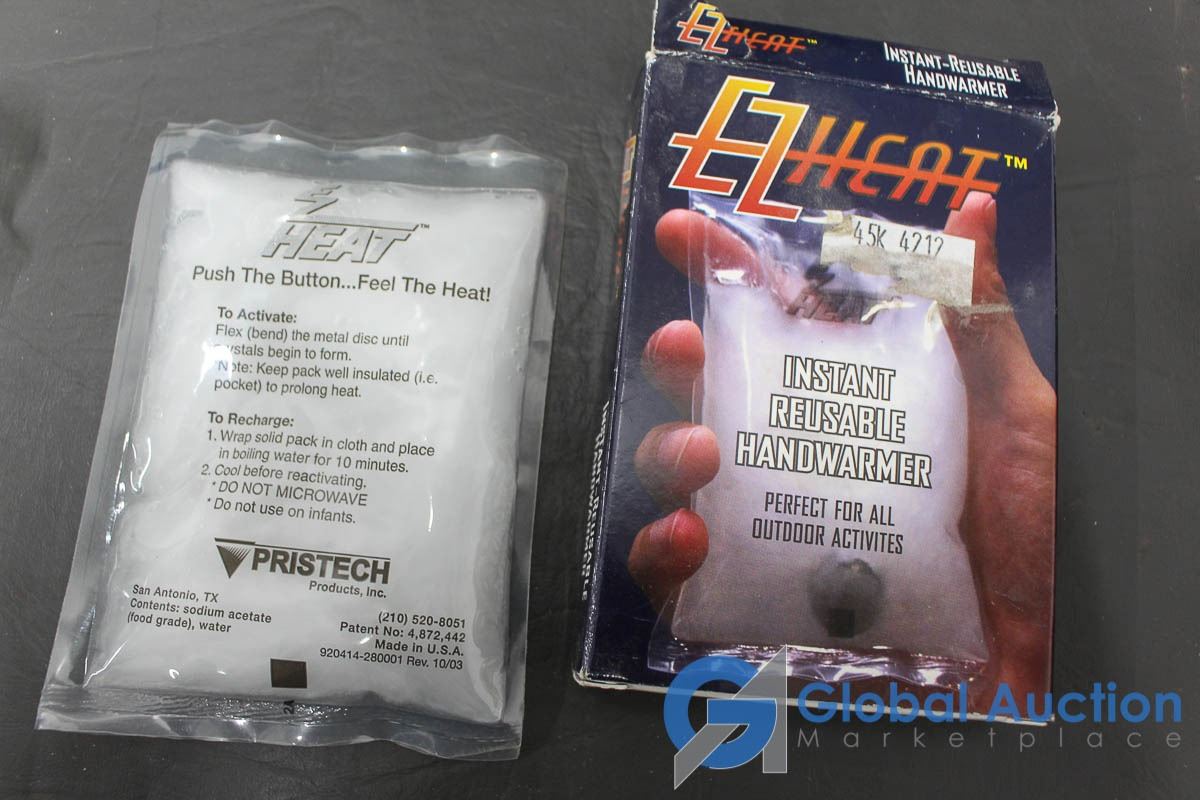 HEAT™
Push The Button...Feel The Heat!
To Activate:
Flex (bend) the metal disc until
crystals begin to form.
*Note: Keep pack well insulated (i.e.
pocket) to prolong heat.
To Recharge:
1. Wrap solid pack in cloth and place
in boiling water for 10 minutes.
2. Cool before reactivating.
* DO NOT MICROWAVE
* Do not use on infants.
PRISTECH
Products, Inc.
San Antonio, TX
Contents: sodium acetate
(food grade), water
(210) 520-8051
Patent No: 4,872,442
Made in U.S.A.
920414-280001 Rev. 10/03
EZ HEAT™
INSTANT-REUSABLE
HANDWARMER
EZ HEAT™
45K 4212
HEAT
INSTANT
REUSABLE
HANDWARMER
PERFECT FOR ALL
OUTDOOR ACTIVITES
Global Auction
Marketplace